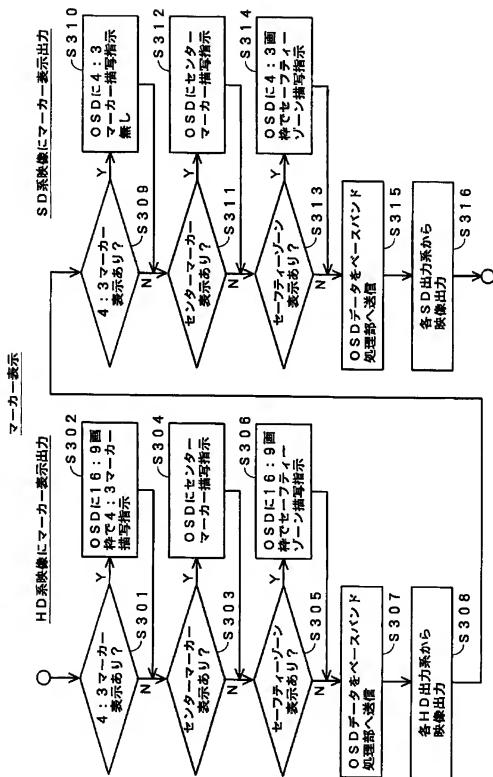 マーカー表示
HD系映像にマーカー表示出力
4：3マーカー
表示あり？
S301
Y
N
OSDに16：9画
枠で4：3マーカー
描写指示
S302
センターマーカー
表示あり？
S303
Y
N
OSDにセンター
マーカー描写指示
S304
セーフティーゾーン
表示あり？
S305
Y
N
OSDに16：9画
枠でセーフティー
ゾーン描写指示
S306
OSDデータをベースバンド
処理部へ送信
S307
各HD出力系から
映像出力
S308
SD系映像にマーカー表示出力
4：3マーカー
表示あり？
S309
Y
N
OSDに4：3
マーカー描写指示
無し
S310
センターマーカー
表示あり？
S311
Y
N
OSDにセンター
マーカー描写指示
S312
セーフティーゾーン
表示あり？
S313
Y
N
OSDに4：3画
枠でセーフティー
ゾーン描写指示
S314
OSDデータをベースバンド
処理部へ送信
S315
各SD出力系から
映像出力
S316